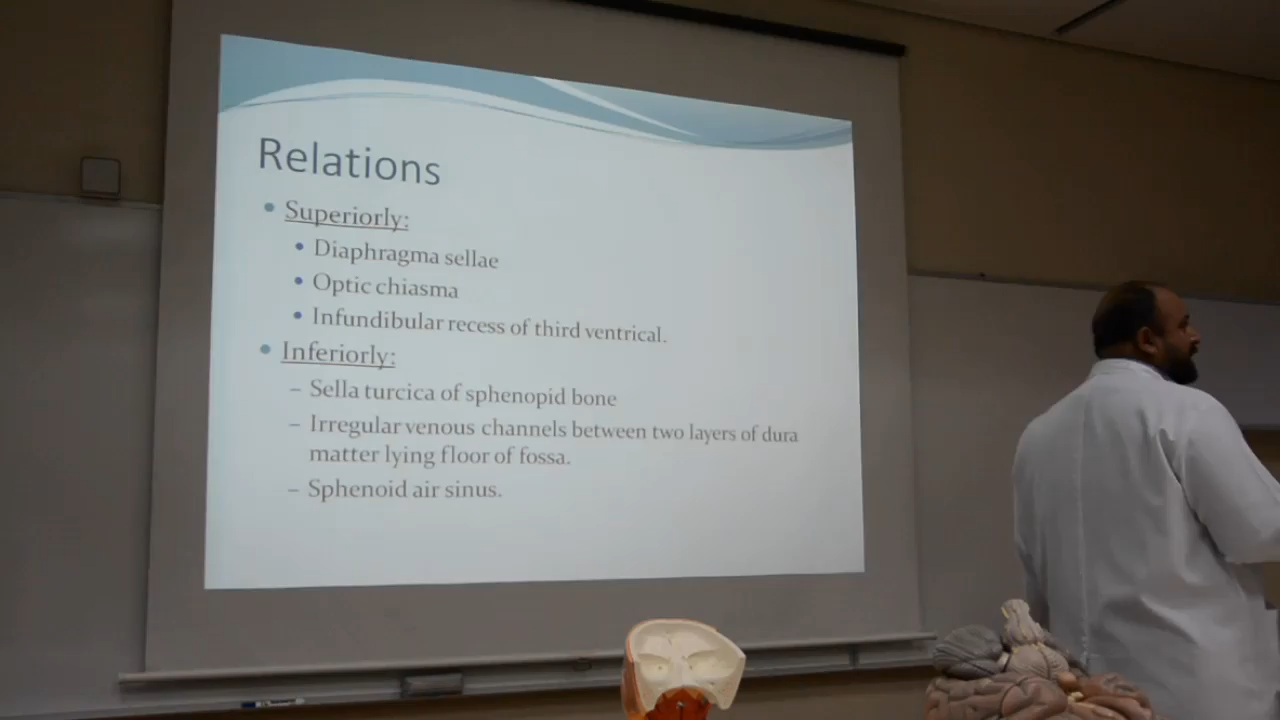 Relations
Superiorly:
Diaphragma sellae
Optic chiasma
Infundibular recess of third ventrical.
Inferiorly:
– Sella turcica of sphenopid bone
– Irregular venous channels between two layers of dura
matter lying floor of fossa.
– Sphenoid air sinus.